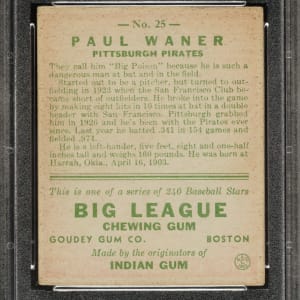 — No. 25 —
PAUL WANER
PITTSBURGH PIRATES
They call him "Big Poison" because he is such a
dangerous man at bat and in the field.
Started out to be a pitcher, but turned to out-
fielding in 1923 when the San Francisco Club be-
came short of outfielders. He broke into the game
by making eight hits in 10 times at bat in a double
header with San Francisco. Pittsburgh grabbed
him in 1926 and he's been with the Pirates ever
since. Last year he batted .341 in 154 games and
fielded .974.
He is a left-hander, five feet, eight and one-half
inches tall and weighs 160 pounds. He was born at
Harrah, Okla., April 16, 1903.
This is one of a series of 240 Baseball Stars
BIG LEAGUE
CHEWING GUM
GOUDEY GUM CO. BOSTON
Made by the originators of
INDIAN GUM